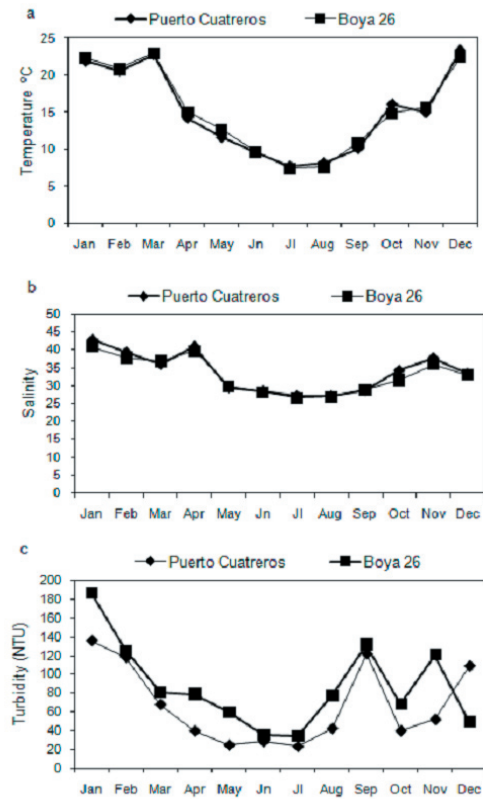 a
Puerto Cuatreros Boya 26
Temperature ºC
25
20
15
10
5
0
Jan Feb Mar Apr May Jn Jl Aug Sep Oct Nov Dec
b
Puerto Cuatreros Boya 26
Salinity
50
45
40
35
30
25
20
15
10
5
0
Jan Feb Mar Apr May Jn Jl Aug Sep Oct Nov Dec
c
Puerto Cuatreros Boya 26
Turbidity (NTU)
200
180
160
140
120
100
80
60
40
20
0
Jan Feb Mar Apr May Jn Jl Aug Sep Oct Nov Dec